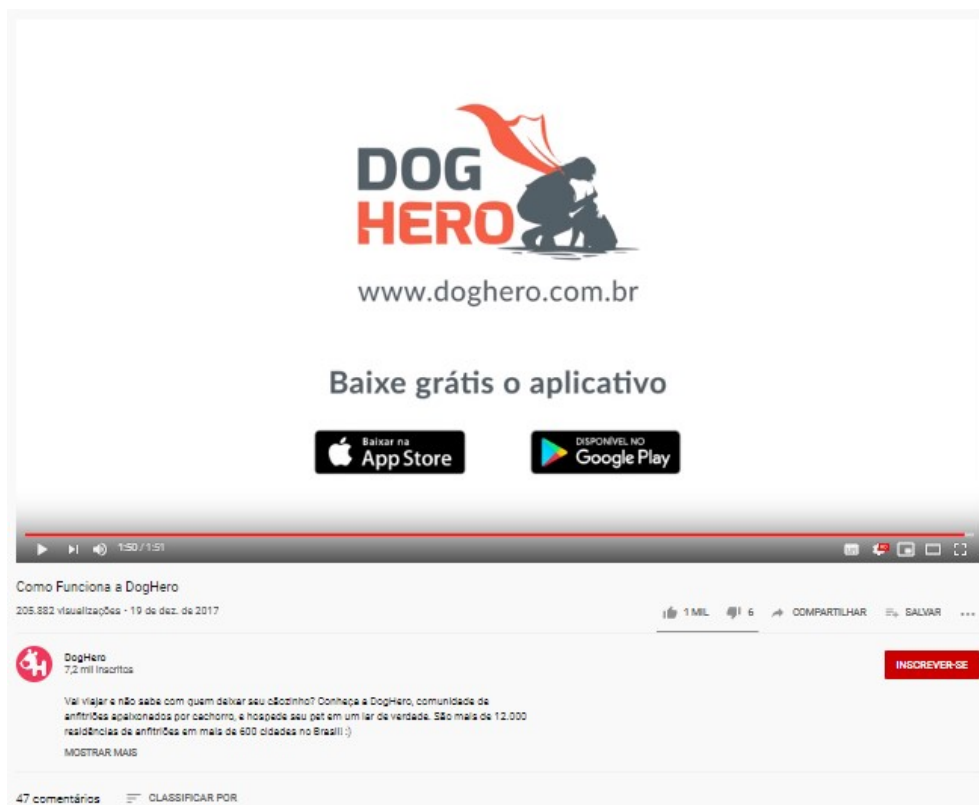 DOG
HERO
www.doghero.com.br
Baixe grátis o aplicativo
Baixar na
App Store
DISPONÍVEL NO
Google Play
1:50 / 1:51
HD
Como Funciona a DogHero
205.882 visualizações • 19 de dez. de 2017
1 MIL
6
COMPARTILHAR
SALVAR
DogHero
7,2 mil inscritos
INSCREVER-SE
Vai viajar e não sabe com quem deixar seu cãozinho? Conheça a DogHero, comunidade de
anfitriões apaixonados por cachorro, e hospede seu pet em um lar de verdade. São mais de 12.000
residências de anfitriões em mais de 600 cidades no Brasil! :)
MOSTRAR MAIS
47 comentários
CLASSIFICAR POR